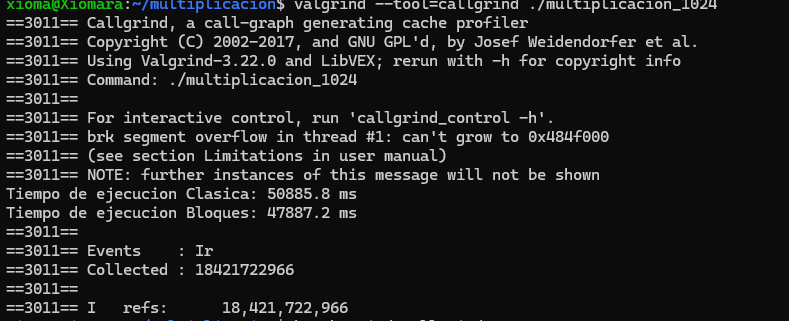 xioma@Xiomara:~/multiplicacion$ valgrind --tool=callgrind ./multiplicacion_1024
==3011== Callgrind, a call-graph generating cache profiler
==3011== Copyright (C) 2002-2017, and GNU GPL'd, by Josef Weidendorfer et al.
==3011== Using Valgrind-3.22.0 and LibVEX; rerun with -h for copyright info
==3011== Command: ./multiplicacion_1024
==3011==
==3011== For interactive control, run 'callgrind_control -h'.
==3011== brk segment overflow in thread #1: can't grow to 0x484f000
==3011== (see section Limitations in user manual)
==3011== NOTE: further instances of this message will not be shown
Tiempo de ejecucion Clasica: 50885.8 ms
Tiempo de ejecucion Bloques: 47887.2 ms
==3011==
==3011== Events    : Ir
==3011== Collected : 18421722966
==3011==
==3011== I   refs:      18,421,722,966